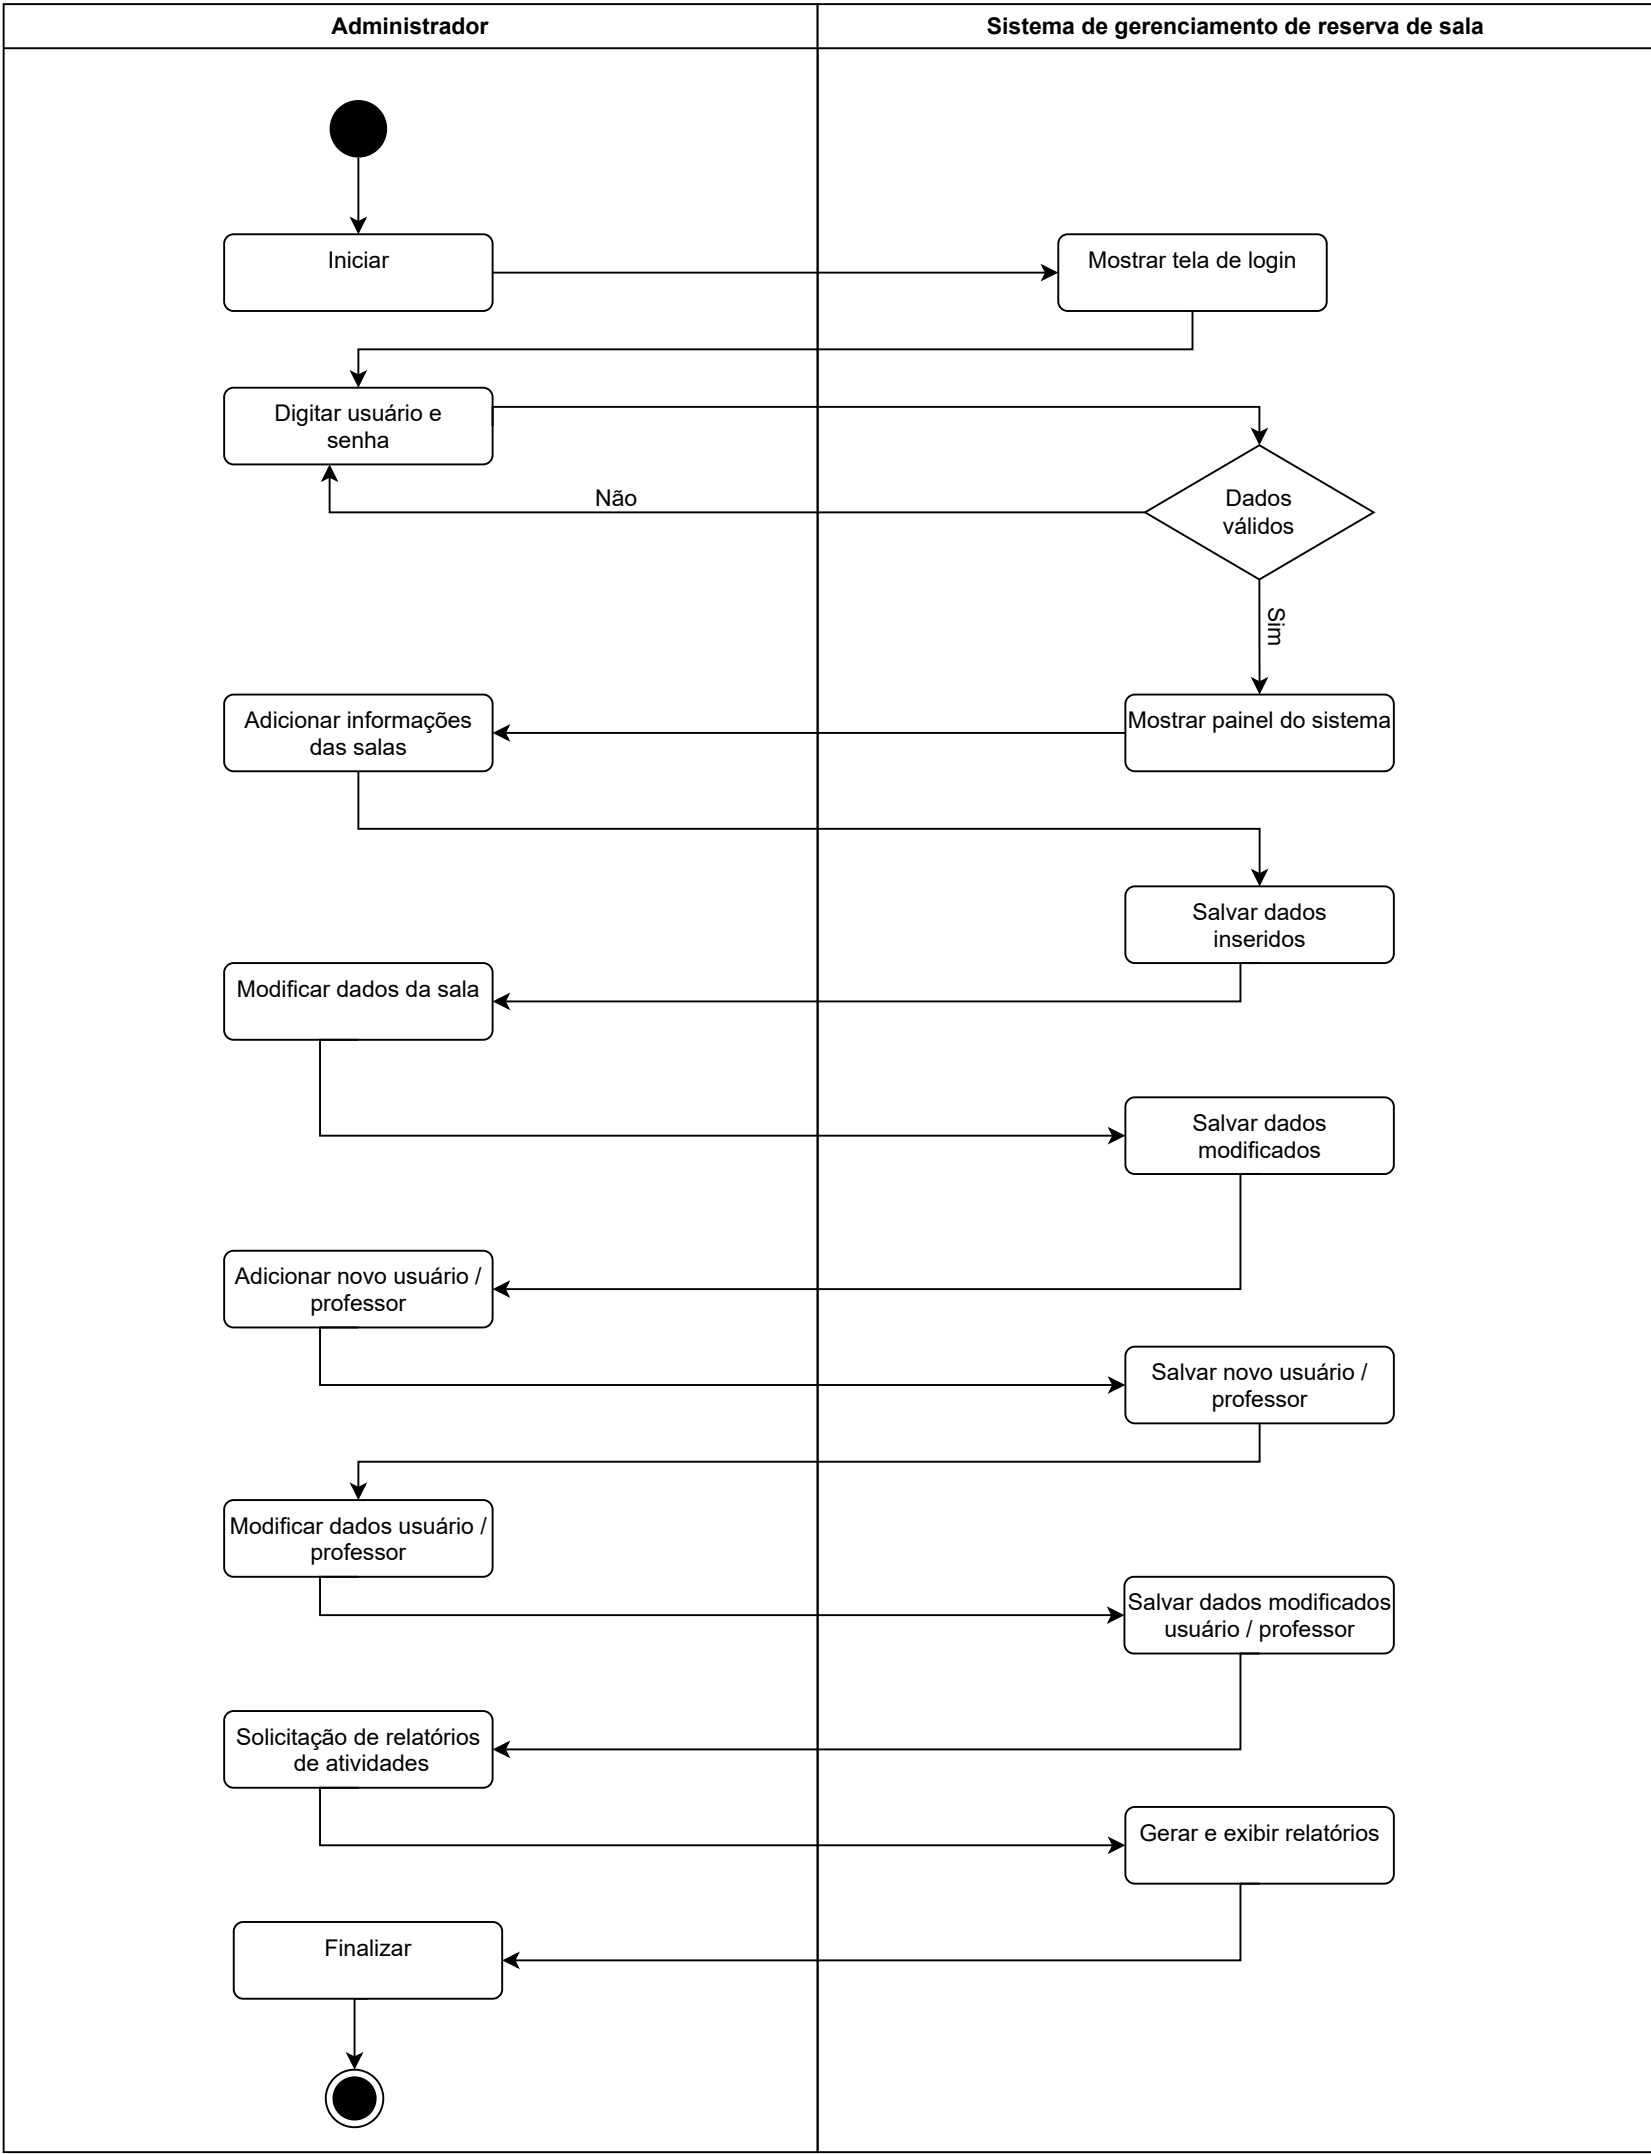 Administrador
Sistema de gerenciamento de reserva de sala
Iniciar
Mostrar tela de login
Digitar usuário e
senha
Não
Dados
válidos
Sim
Adicionar informações
das salas
Mostrar painel do sistema
Salvar dados
inseridos
Modificar dados da sala
Salvar dados
modificados
Adicionar novo usuário /
professor
Salvar novo usuário /
professor
Modificar dados usuário /
professor
Salvar dados modificados
usuário / professor
Solicitação de relatórios
de atividades
Gerar e exibir relatórios
Finalizar